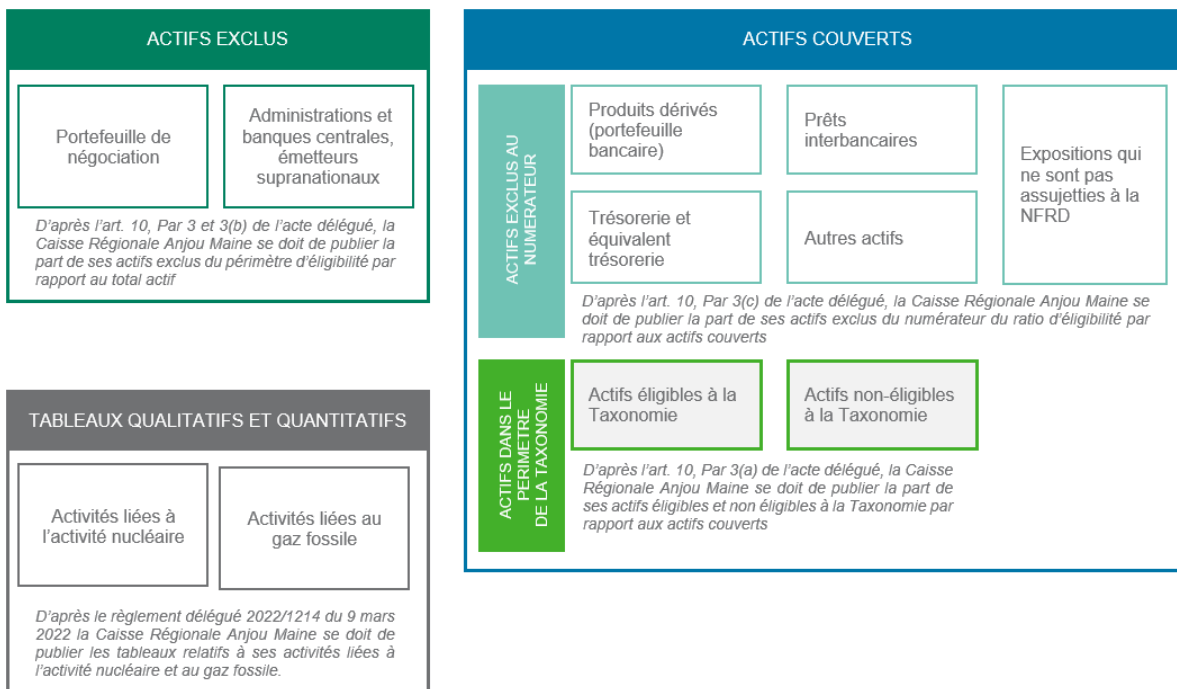 ACTIFS EXCLUS
Portefeuille de
négociation
Administrations et
banques centrales,
émetteurs
supranationaux
D'après l'art. 10, Par 3 et 3(b) de l'acte délégué, la
Caisse Régionale Anjou Maine se doit de publier la
part de ses actifs exclus du périmètre d'éligibilité par
rapport au total actif
ACTIFS COUVERTS
ACTIFS EXCLUS AU
NUMERATEUR
Produits dérivés
(portefeuille
bancaire)
Prêts
interbancaires
Expositions qui
ne sont pas
assujetties à la
NFRD
Trésorerie et
équivalent
trésorerie
Autres actifs
D'après l'art. 10, Par 3(c) de l'acte délégué, la Caisse Régionale Anjou Maine se
doit de publier la part de ses actifs exclus du numérateur du ratio d'éligibilité par
rapport aux actifs couverts
ACTIFS DANS LE
PERIMETRE
DE LA TAXONOMIE
Actifs éligibles à la
Taxonomie
Actifs non-éligibles
à la Taxonomie
D'après l'art. 10, Par 3(a) de l'acte délégué, la Caisse
Régionale Anjou Maine se doit de publier la part de
ses actifs éligibles et non éligibles à la Taxonomie par
rapport aux actifs couverts
TABLEAUX QUALITATIFS ET QUANTITATIFS
Activités liées à
l'activité nucléaire
Activités liées au
gaz fossile
D'après le règlement délégué 2022/1214 du 9 mars
2022 la Caisse Régionale Anjou Maine se doit de
publier les tableaux relatifs à ses activités liées à
l'activité nucléaire et au gaz fossile.